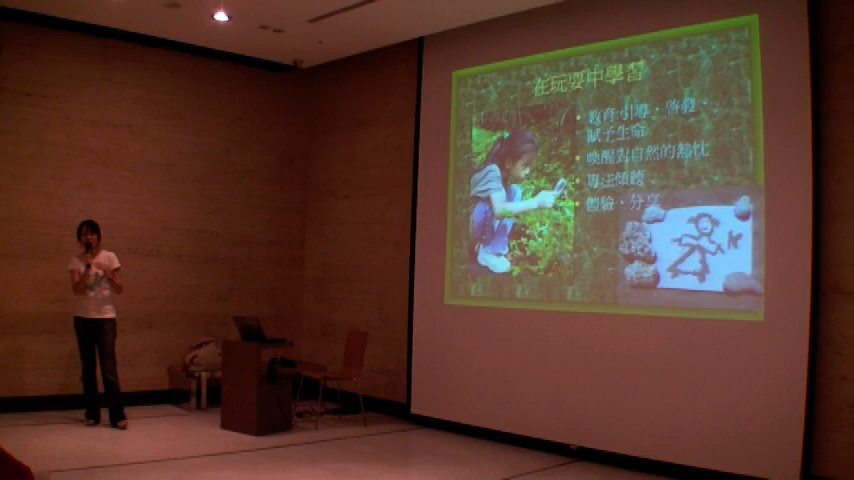 在玩耍中學習
教育:引導、啓發、
賦予生命
喚醒對自然的熱忱
專注傾聽
體驗、分享